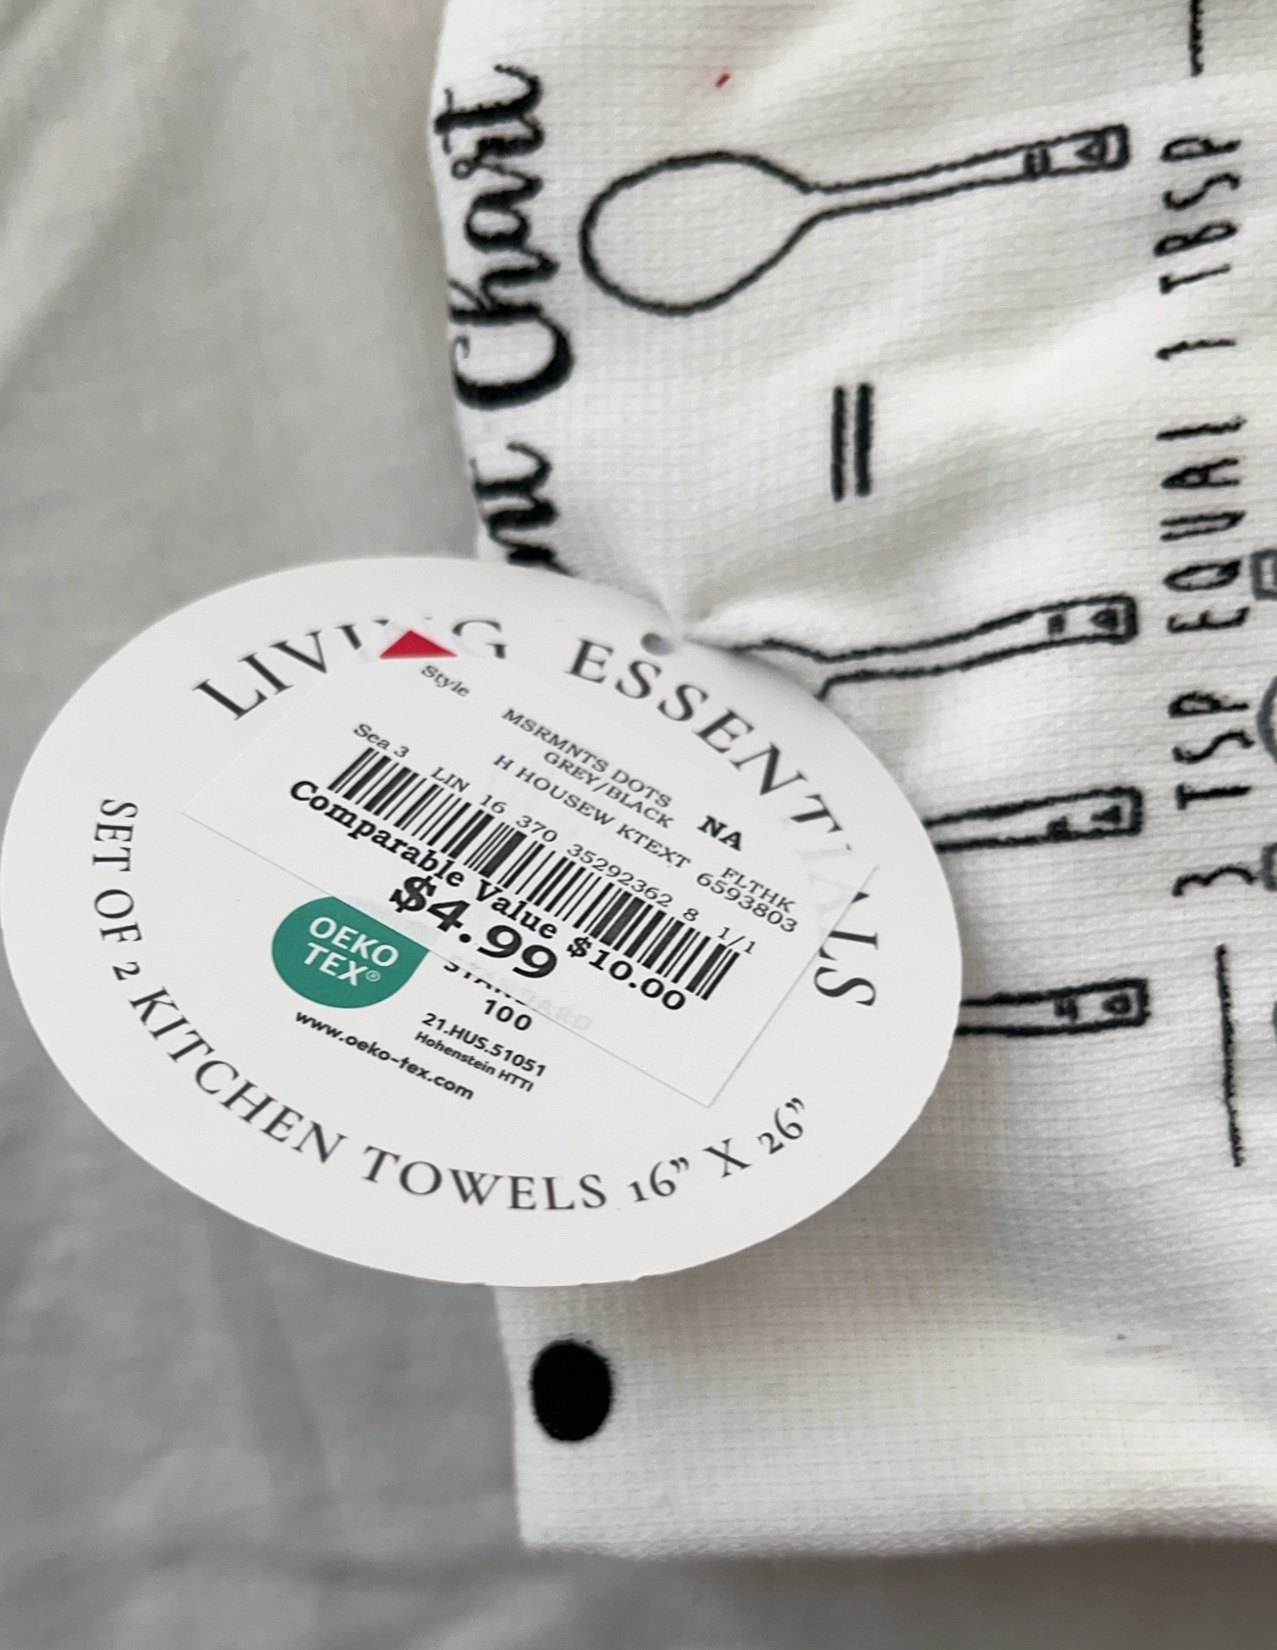 LIVING ESSENTIALS
Style
MSRMNTS DOTS
GREY/BLACK NA
H HOUSEW KTEXT FLTHK
Sea 3 6593803
LIN 16 370 35292362 8 1/1
Comparable Value $10.00
$4.99
OEKO
TEX®
STANDARD
100
21.HUS.51051
Hohenstein HTTI
www.oeko-tex.com
SET OF 2 KITCHEN TOWELS 16” X 26”
Chart
3 TSP EQUAL 1 TBSP